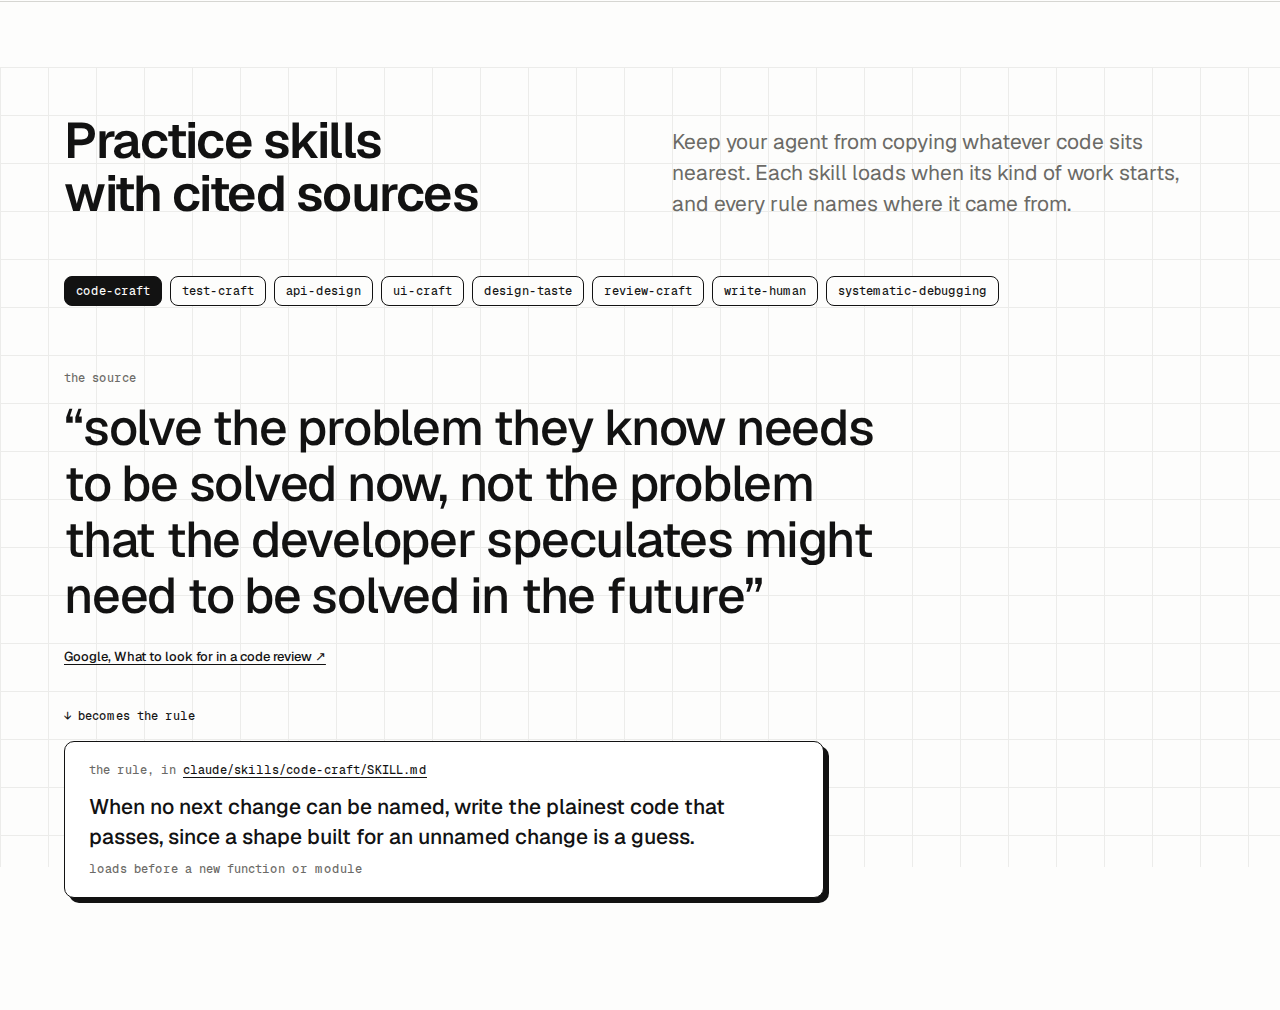 Practice skills
with cited sources
Keep your agent from copying whatever code sits
nearest. Each skill loads when its kind of work starts,
and every rule names where it came from.
code-craft test-craft api-design ui-craft design-taste review-craft write-human systematic-debugging
the source
“solve the problem they know needs
to be solved now, not the problem
that the developer speculates might
need to be solved in the future”
Google, What to look for in a code review ↗
↓ becomes the rule
the rule, in claude/skills/code-craft/SKILL.md
When no next change can be named, write the plainest code that
passes, since a shape built for an unnamed change is a guess.
loads before a new function or module